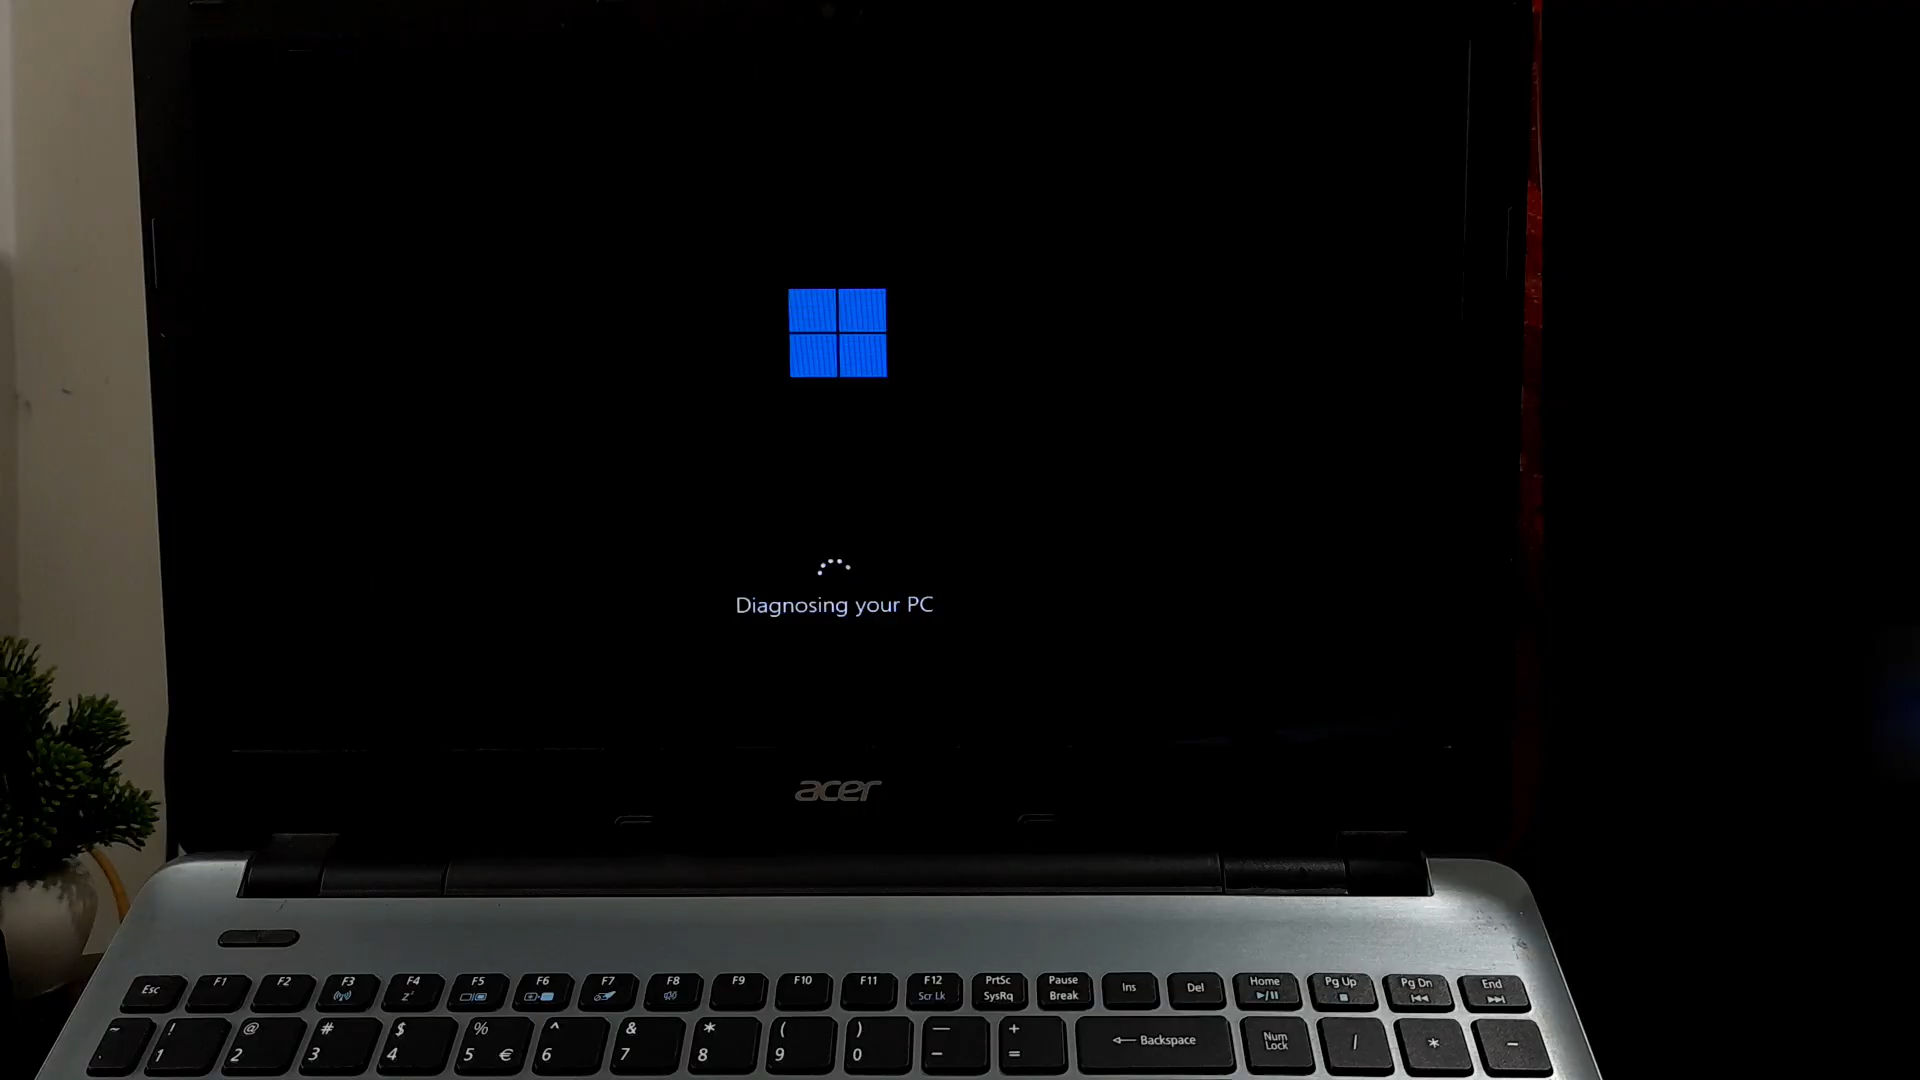 Diagnosing your PC
acer
Esc F1 F2 F3 F4 F5 F6 F7 F8 F9 F10 F11 F12 PrtSc Pause Ins Del Home Pg Up Pg Dn End
z² Scr Lk SysRq Break
~ ! @ # $ % ^ & * ( ) — +
1 2 3 4 5 € 6 7 8 9 0 - = Backspace Num Lock / * -